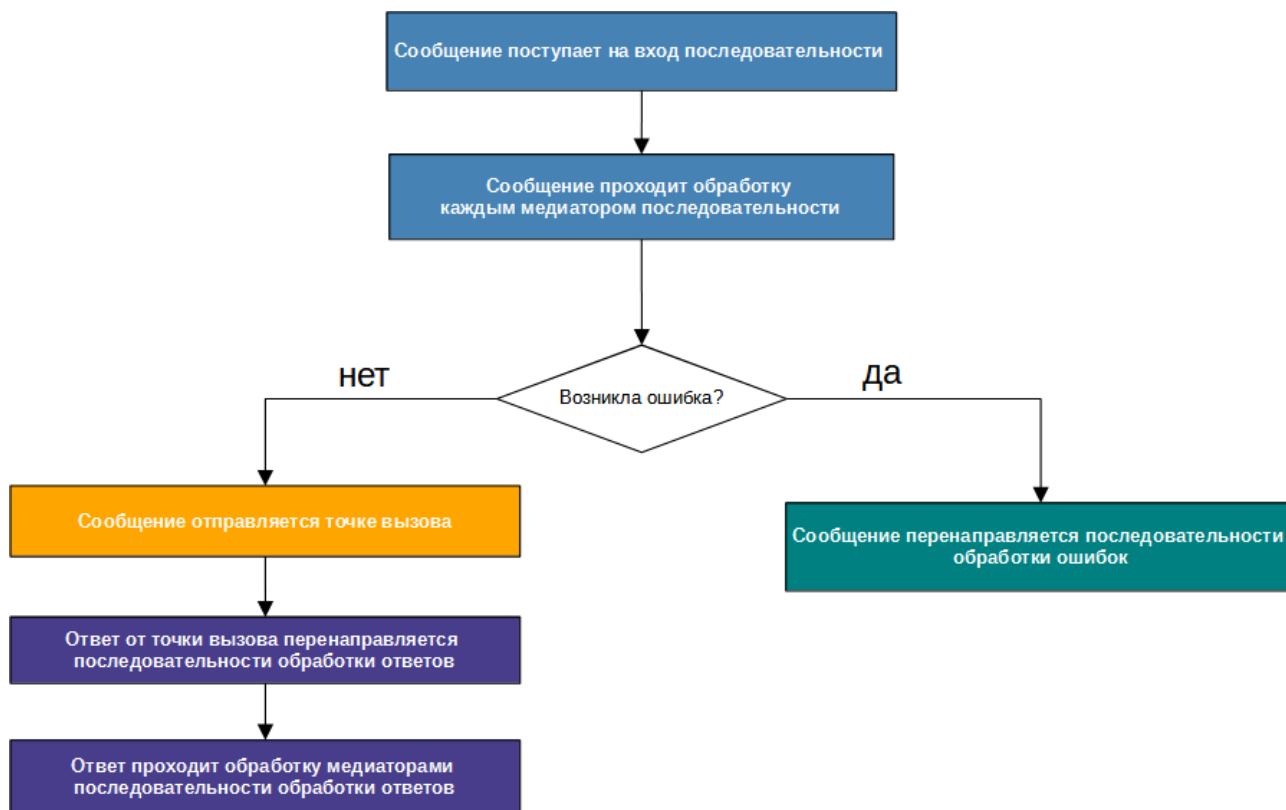 Сообщение поступает на вход последовательности
Сообщение проходит обработку
каждым медиатором последовательности
нет
да
Возникла ошибка?
Сообщение отправляется точке вызова
Сообщение перенаправляется последовательности
обработки ошибок
Ответ от точки вызова перенаправляется
последовательности обработки ответов
Ответ проходит обработку медиаторами
последовательности обработки ответов